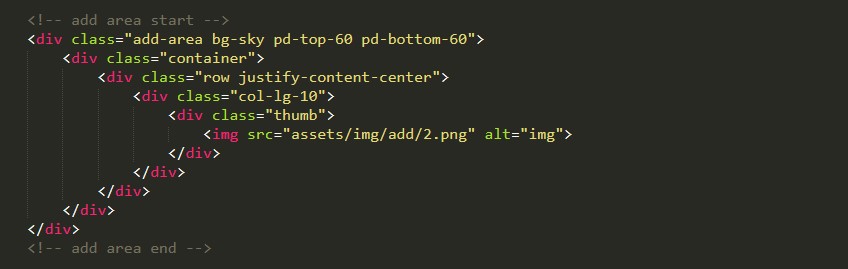 <!-- add area start -->
<div class="add-area bg-sky pd-top-60 pd-bottom-60">
<div class="container">
<div class="row justify-content-center">
<div class="col-lg-10">
<div class="thumb">
<img src="assets/img/add/2.png" alt="img">
</div>
</div>
</div>
</div>
</div>
<!-- add area end -->